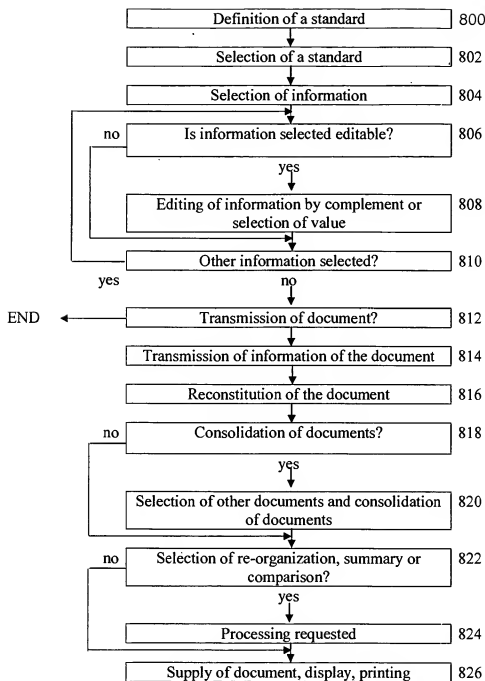 Definition of a standard 800
Selection of a standard 802
Selection of information 804
no
Is information selected editable? 806
yes
Editing of information by complement or
selection of value
808
Other information selected? 810
yes
no
END
Transmission of document? 812
Transmission of information of the document 814
Reconstitution of the document 816
no
Consolidation of documents? 818
yes
Selection of other documents and consolidation
of documents
820
no
Selection of re-organization, summary or
comparison?
822
yes
Processing requested 824
Supply of document, display, printing 826